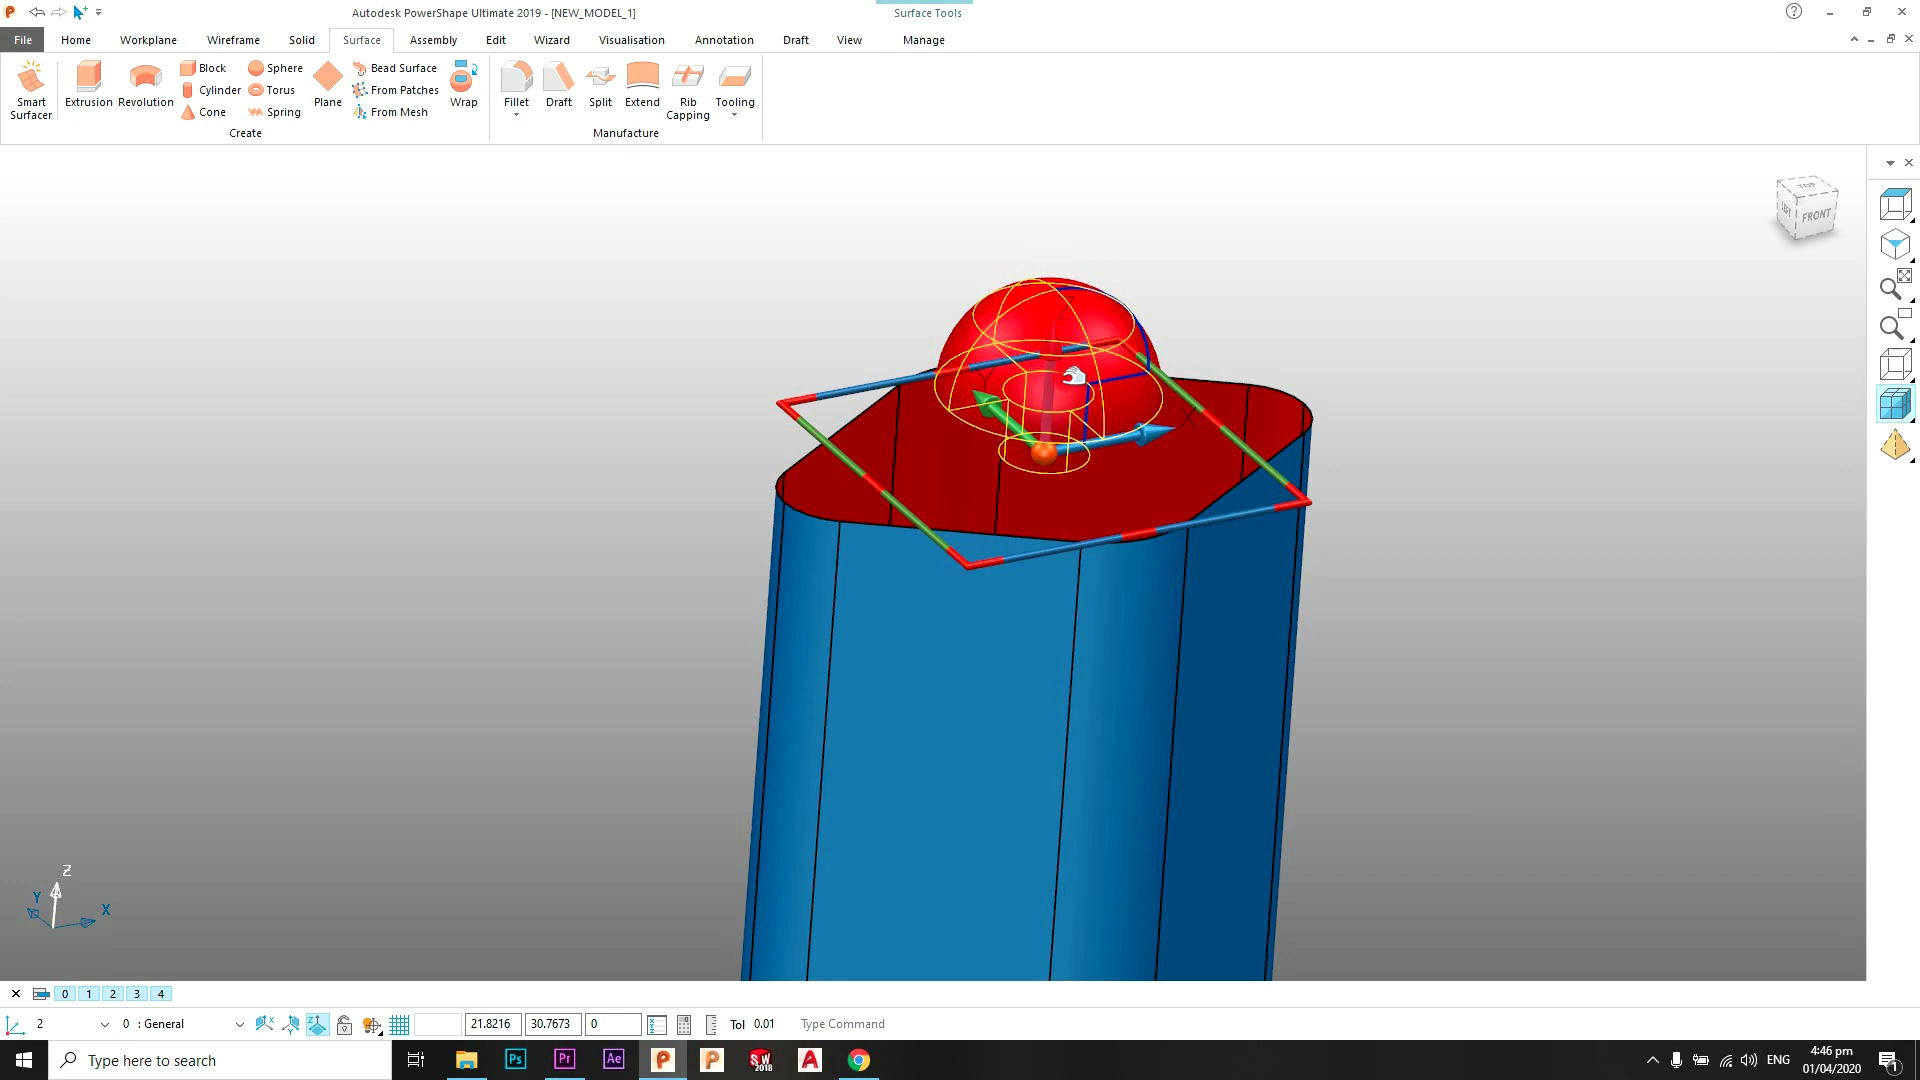 Autodesk PowerShape Ultimate 2019 - [NEW_MODEL_1]
Surface Tools
File Home Workplane Wireframe Solid Surface Assembly Edit Wizard Visualisation Annotation Draft View Manage
Smart Surfacer
Extrusion
Revolution
Block
Cylinder
Cone
Sphere
Torus
Spring
Plane
Bead Surface
From Patches
From Mesh
Wrap
Create
Fillet
Draft
Split
Extend
Rib Capping
Tooling
Manufacture
TOP
LEFT
FRONT
Z
Y
X
Z
Y
X
0 1 2 3 4
2 0 : General 21.8216 30.7673 0 Tol 0.01 Type Command
Type here to search
Ps Pr Ae P P SW 2018 A
ENG
4:46 pm
01/04/2020
1